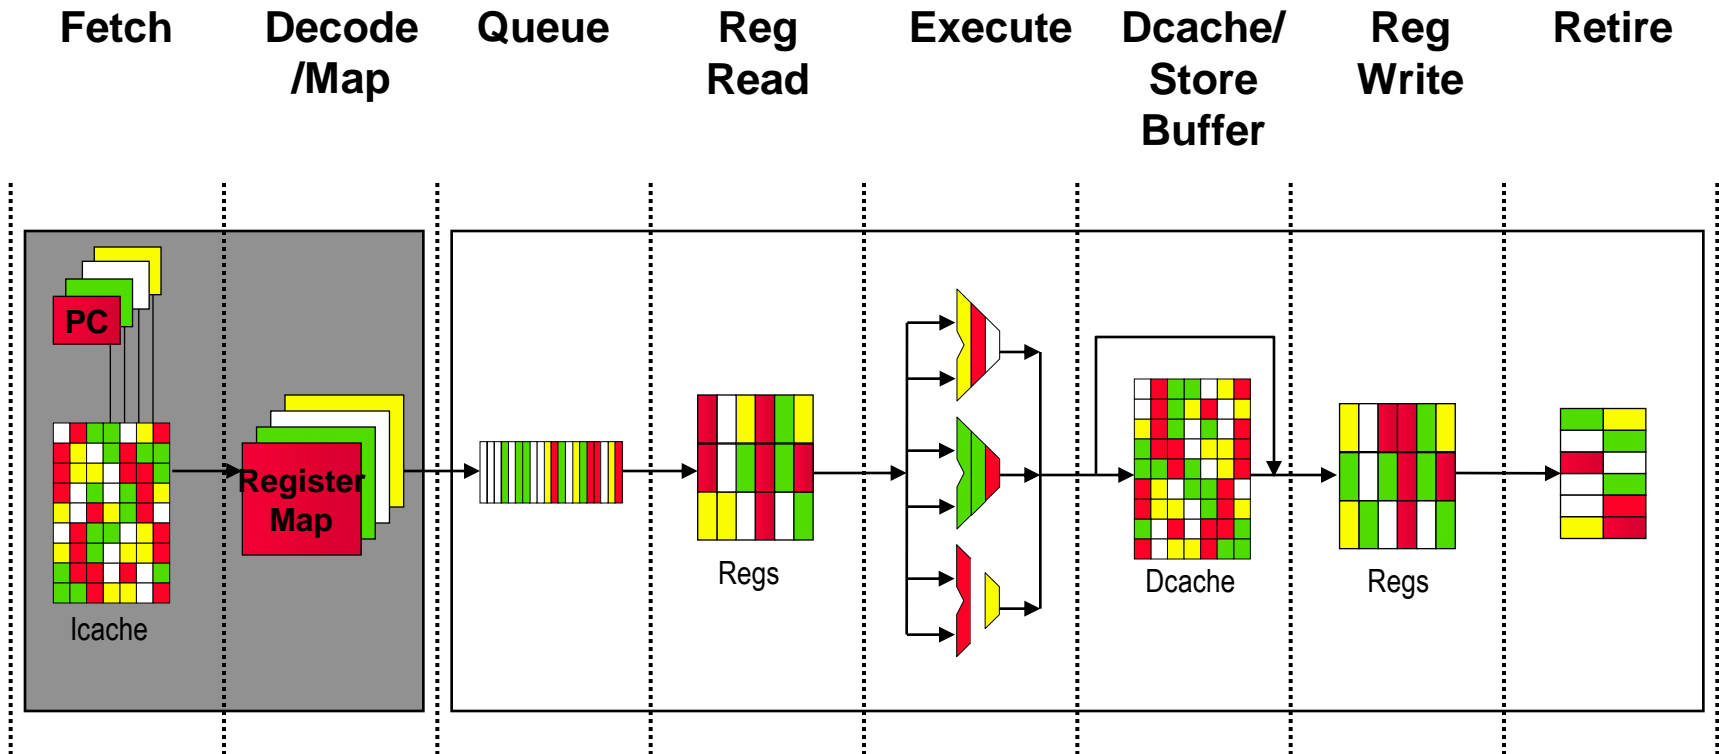 Fetch
Decode
/Map
Queue
Reg
Read
Execute
Dcache/
Store
Buffer
Reg
Write
Retire
PC
Icache
Register
Map
Regs
Dcache
Regs